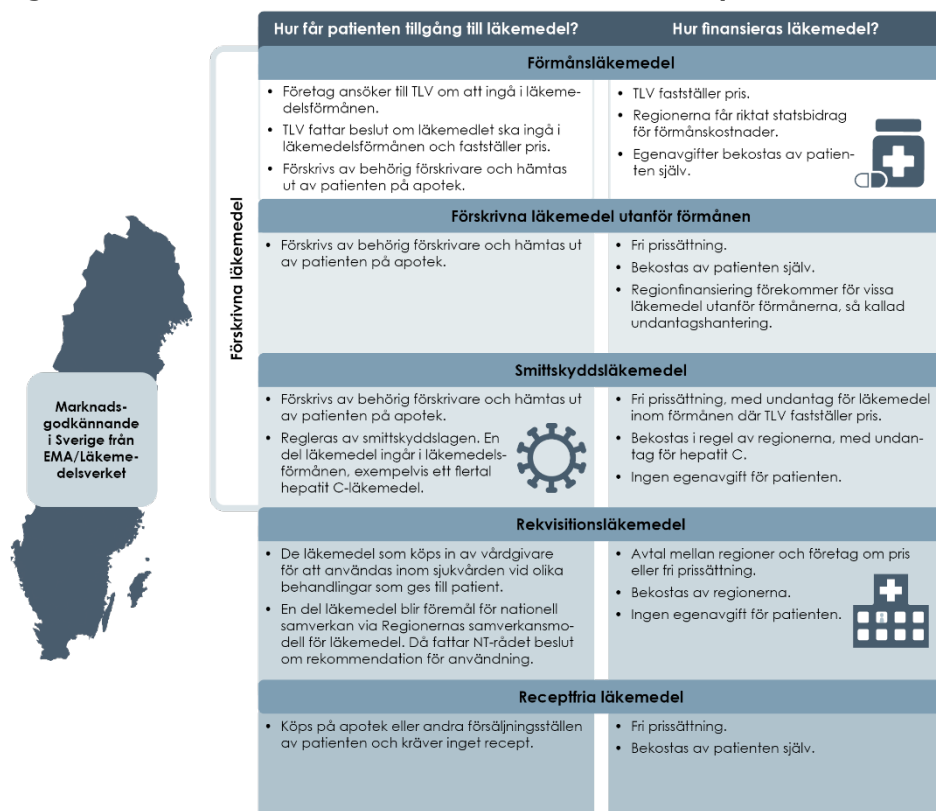 Hur får patienten tillgång till läkemedel?
Hur finansieras läkemedel?
Förskrivna läkemedel
Marknads-
godkännande
i Sverige från
EMA/Läkeme-
delsverket
Förmånsläkemedel
• Företag ansöker till TLV om att ingå i läkeme-
delsförmånen.
• TLV fattar beslut om läkemedlet ska ingå i
läkemedelsförmånen och fastställer pris.
• Förskrivs av behörig förskrivare och hämtas
ut av patienten på apotek.
• TLV fastställer pris.
• Regionerna får riktat statsbidrag
för förmånskostnader.
• Egenavgifter bekostas av patien-
ten själv.
Förskrivna läkemedel utanför förmånen
• Förskrivs av behörig förskrivare och hämtas ut
av patienten på apotek.
• Fri prissättning.
• Bekostas av patienten själv.
• Regionfinansiering förekommer för vissa
läkemedel utanför förmånerna, så kallad
undantagshantering.
Smittskyddsläkemedel
• Förskrivs av behörig förskrivare och hämtas ut
av patienten på apotek.
• Regleras av smittskyddslagen. En
del läkemedel ingår i läkemedels-
förmånen, exempelvis ett flertal
hepatit C-läkemedel.
• Fri prissättning, med undantag för läkemedel
inom förmånen där TLV fastställer pris.
• Bekostas i regel av regionerna, med undan-
tag för hepatit C.
• Ingen egenavgift för patienten.
Rekvisitionsläkemedel
• De läkemedel som köps in av vårdgivare
för att användas inom sjukvården vid olika
behandlingar som ges till patient.
• En del läkemedel blir föremål för nationell
samverkan via Regionernas samverkansmo-
dell för läkemedel. Då fattar NT-rådet beslut
om rekommendation för användning.
• Avtal mellan regioner och företag om pris
eller fri prissättning.
• Bekostas av regionerna.
• Ingen egenavgift för patienten.
Receptfria läkemedel
• Köps på apotek eller andra försäljningsställen
av patienten och kräver inget recept.
• Fri prissättning.
• Bekostas av patienten själv.